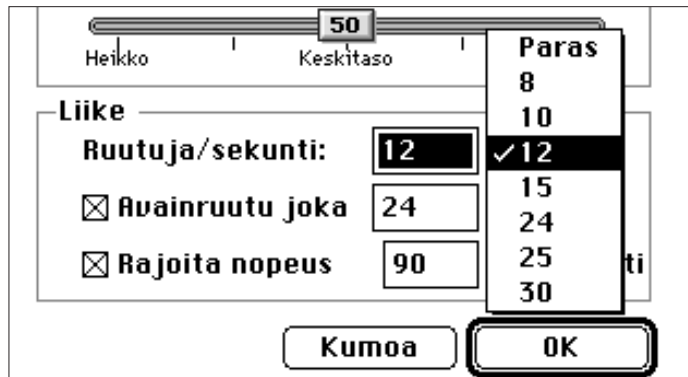 50
Heikko Keskitaso
Liike
Ruutuja/sekunti: 12
Avainruutu joka 24
Rajoita nopeus 90 ti
Paras
8
10
✓12
15
24
25
30
Kumoa OK